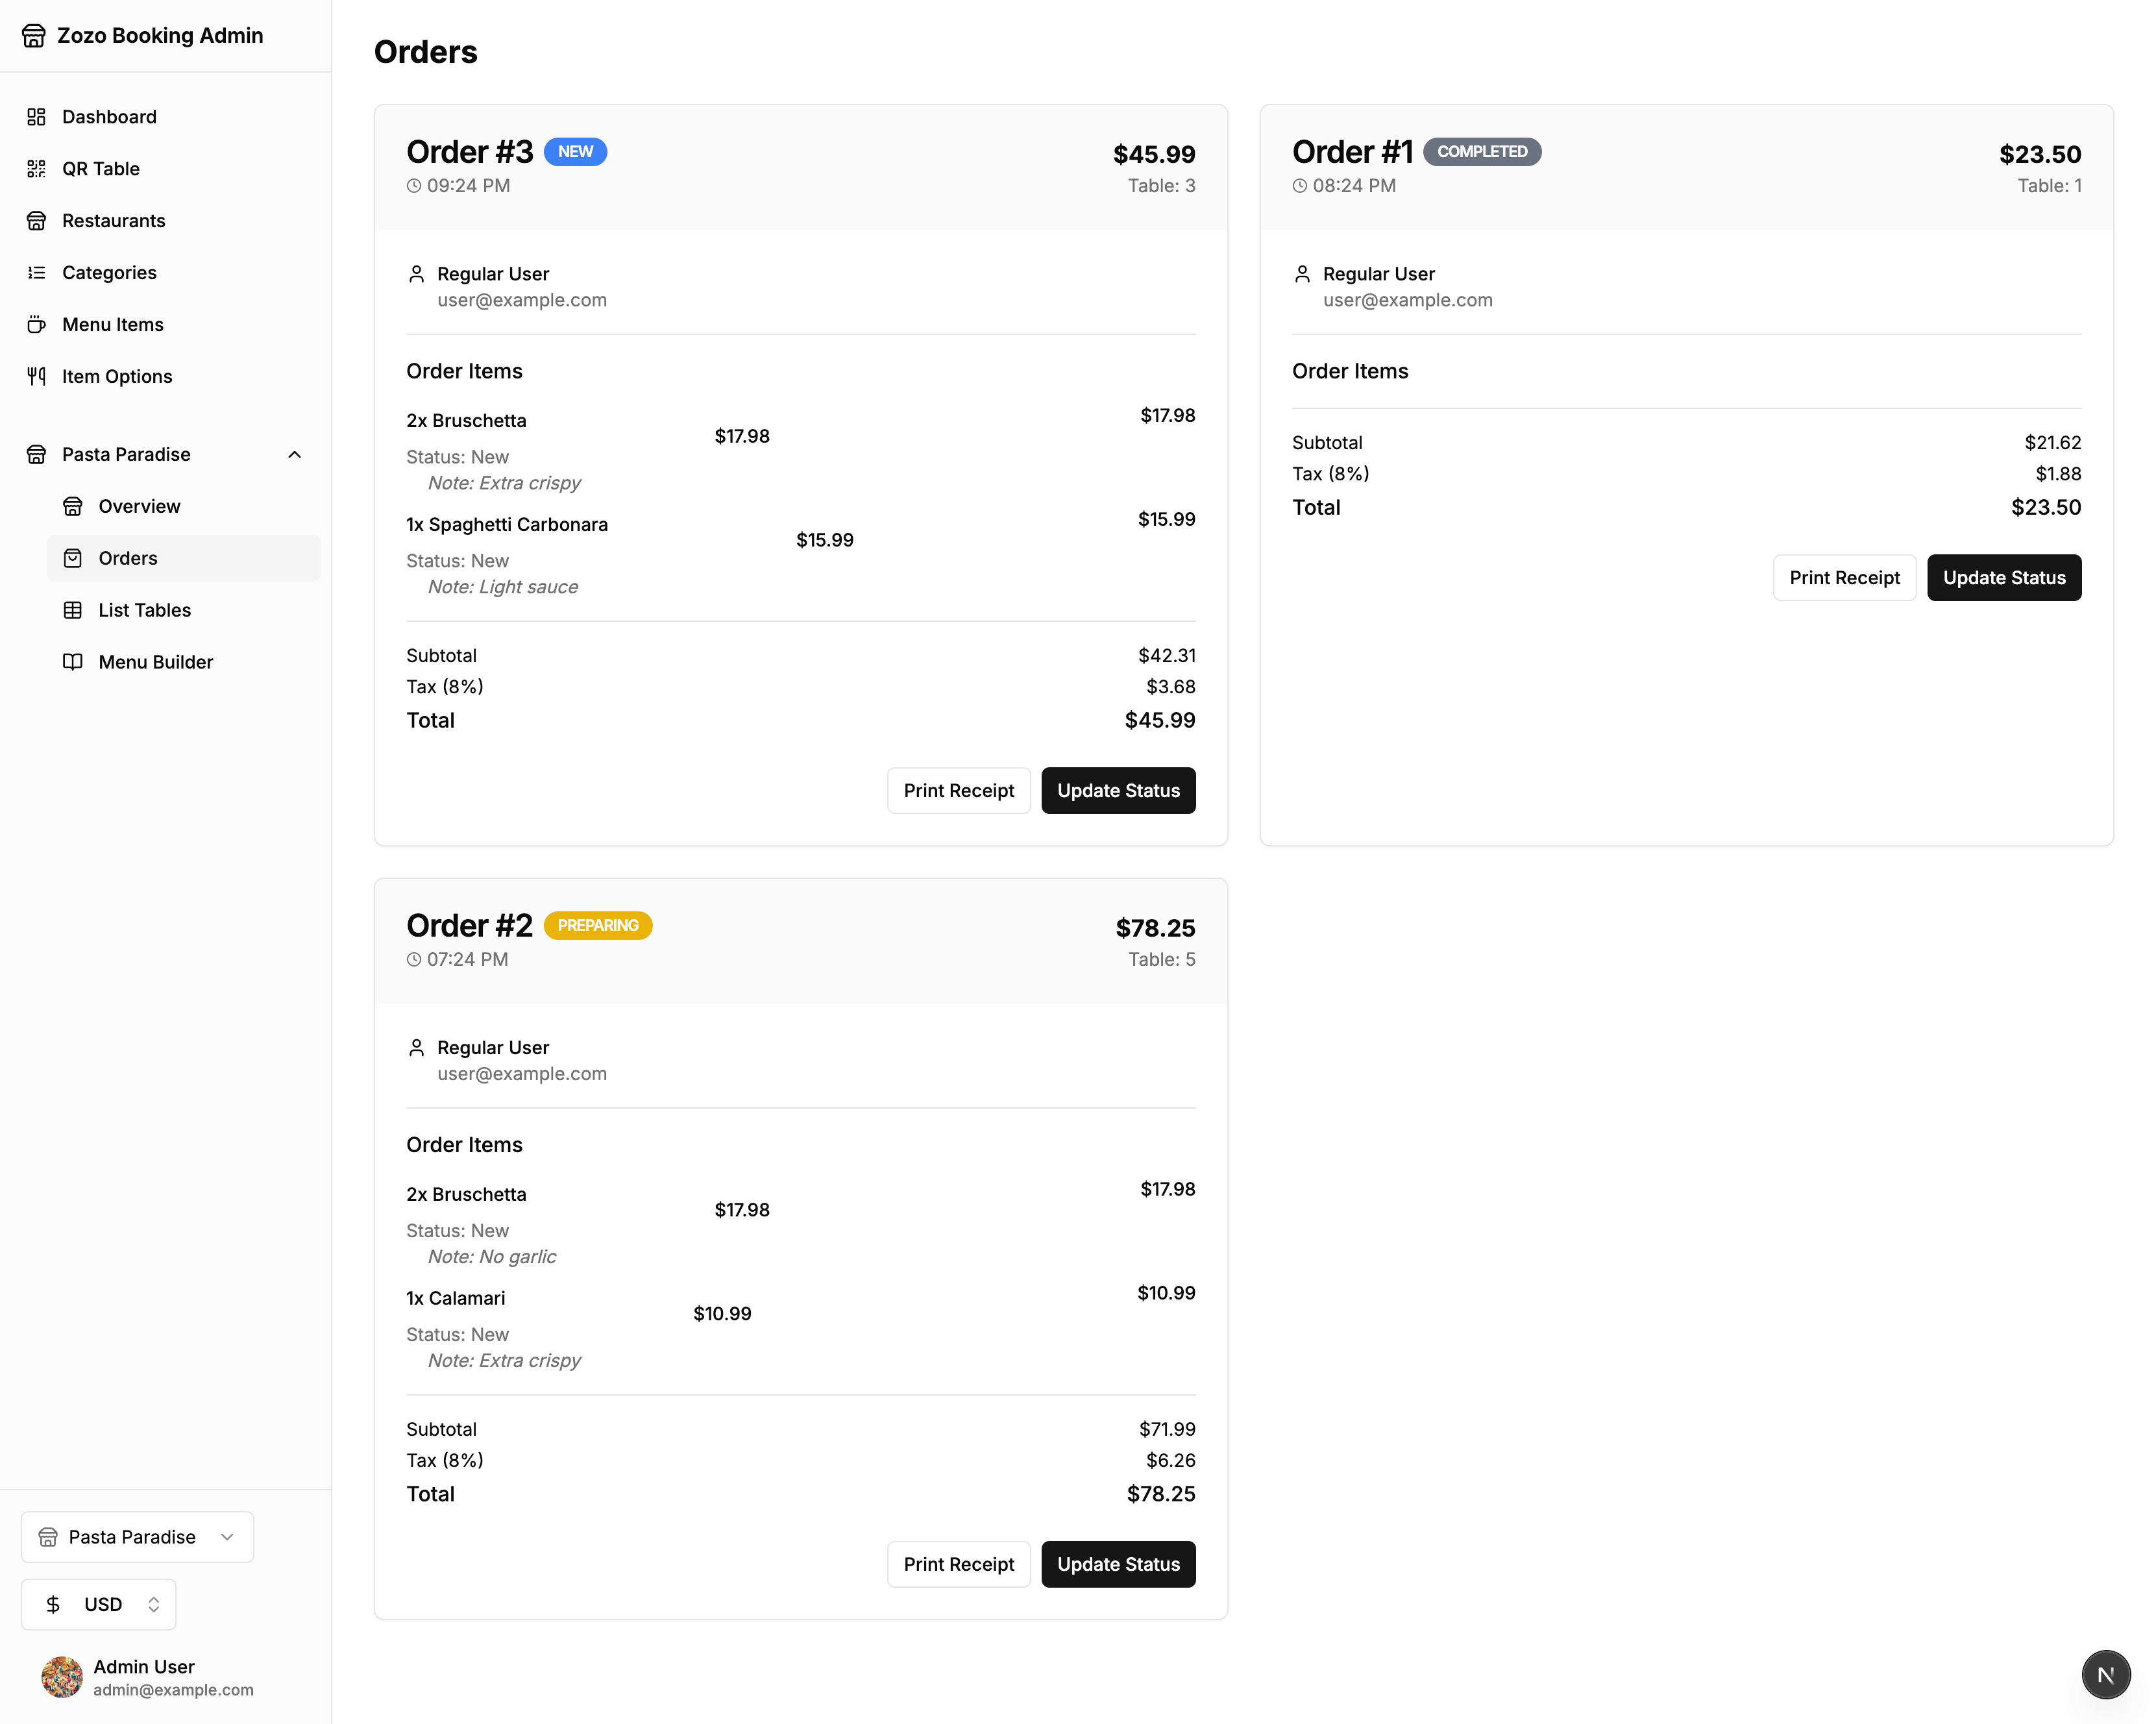 Zozo Booking Admin
Dashboard
QR Table
Restaurants
Categories
Menu Items
Item Options
Pasta Paradise
Overview
Orders
List Tables
Menu Builder
Pasta Paradise
$ USD
Admin User
admin@example.com
Orders
Order #3 NEW $45.99
09:24 PM Table: 3
Regular User
user@example.com
Order Items
2x Bruschetta $17.98 $17.98
Status: New
Note: Extra crispy
1x Spaghetti Carbonara $15.99 $15.99
Status: New
Note: Light sauce
Subtotal $42.31
Tax (8%) $3.68
Total $45.99
Print Receipt Update Status
Order #1 COMPLETED $23.50
08:24 PM Table: 1
Regular User
user@example.com
Order Items
Subtotal $21.62
Tax (8%) $1.88
Total $23.50
Print Receipt Update Status
Order #2 PREPARING $78.25
07:24 PM Table: 5
Regular User
user@example.com
Order Items
2x Bruschetta $17.98 $17.98
Status: New
Note: No garlic
1x Calamari $10.99 $10.99
Status: New
Note: Extra crispy
Subtotal $71.99
Tax (8%) $6.26
Total $78.25
Print Receipt Update Status
N